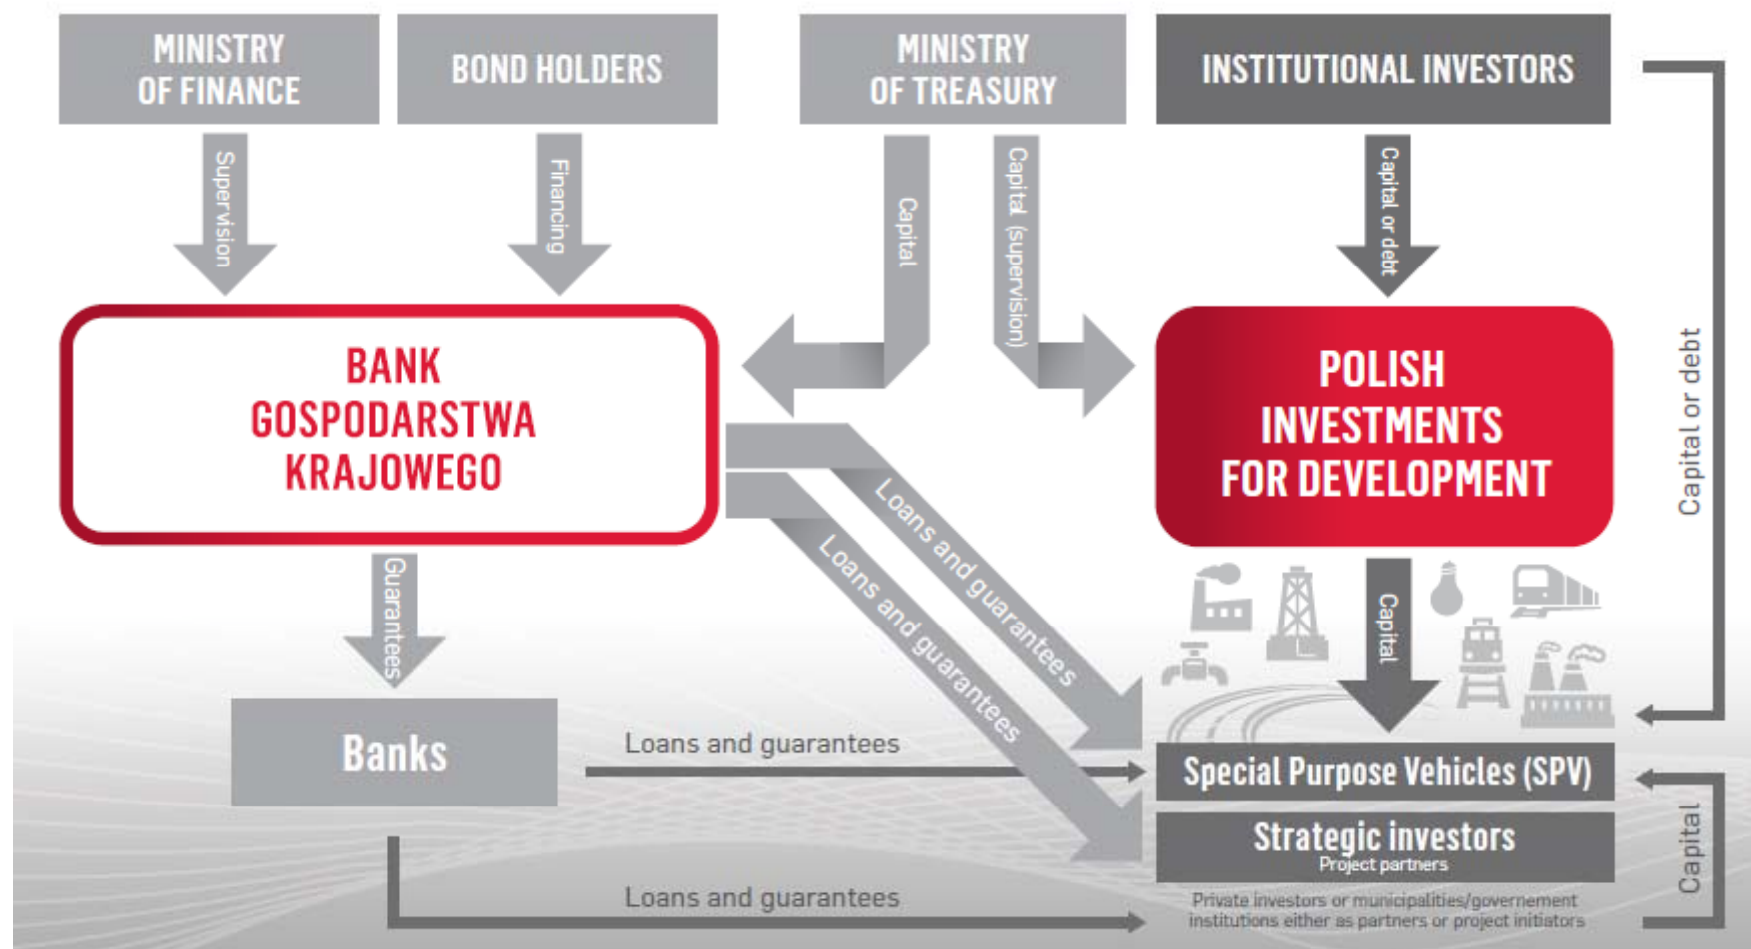 MINISTRY
OF FINANCE
BOND HOLDERS
MINISTRY
OF TREASURY
INSTITUTIONAL INVESTORS
Supervision
Financing
Capital
Capital (supervision)
Capital or debt
Capital or debt
BANK
GOSPODARSTWA
KRAJOWEGO
POLISH
INVESTMENTS
FOR DEVELOPMENT
Guarantees
Loans and guarantees
Loans and guarantees
Capital
Banks
Loans and guarantees
Special Purpose Vehicles (SPV)
Strategic investors
Project partners
Capital
Loans and guarantees
Private investors or municipalities/governement
institutions either as partners or project initiators